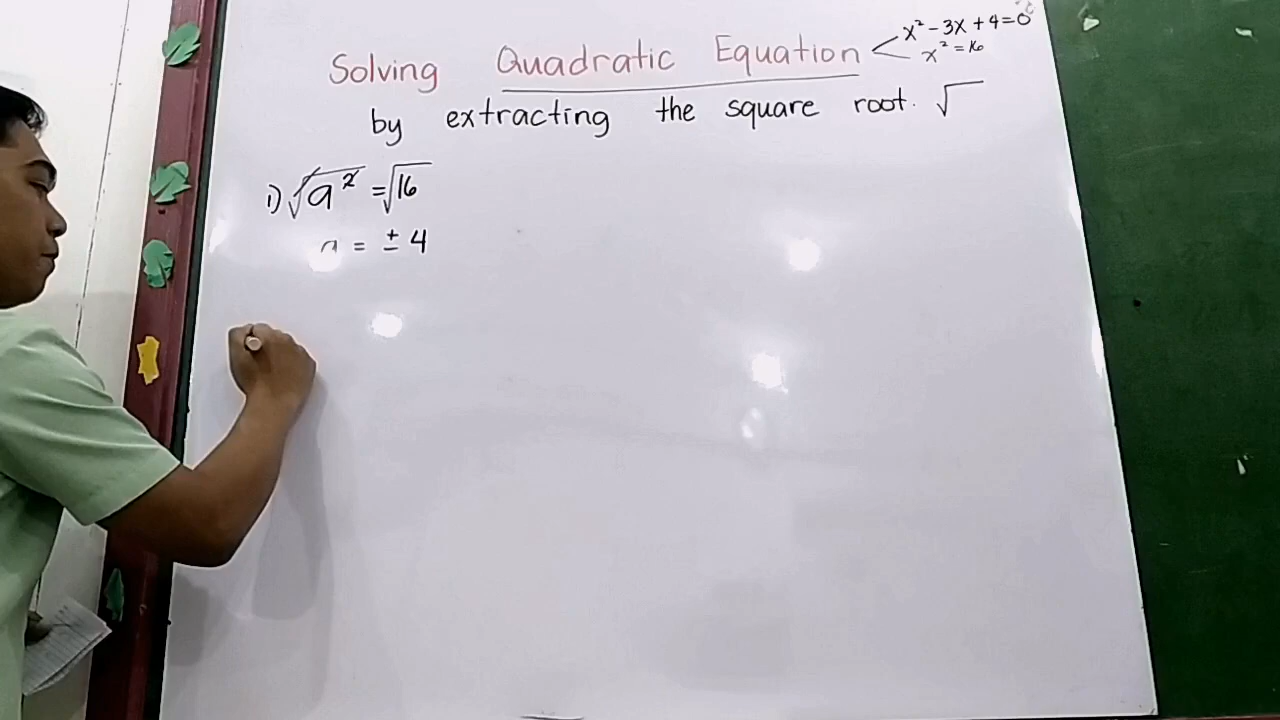 Solving Quadratic Equation < x² - 3x + 4 = 0
x² = 16
by extracting the square root. √
1) √a² = √16
a = ± 4